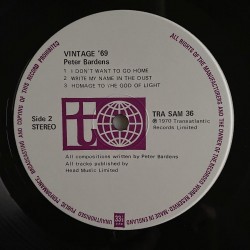 VINTAGE '69
Peter Bardens
1 I DON'T WANT TO GO HOME
2 WRITE MY NAME IN THE DUST
3 HOMAGE TO THE GOD OF LIGHT
Side 2
STEREO
TRA SAM 36
℗ 1970 Transatlantic
Records Limited
All compositions written by Peter Bardens
All tracks published by
Head Music Limited
ALL RIGHTS OF THE MANUFACTURERS AND OF THE OWNER OF THE RECORDED WORK RESERVED
MADE IN ENGLAND
33⅓
UNAUTHORISED PUBLIC PERFORMANCE, BROADCASTING AND COPYING OF THIS RECORD PROHIBITED